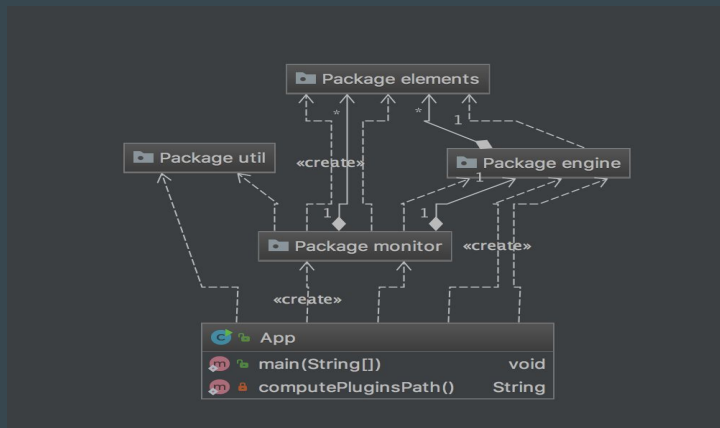 Package elements
*
*
1
Package util
«create»
Package engine
1
1
1
Package monitor
«create»
«create»
App
main(String[]) void
computePluginsPath() String